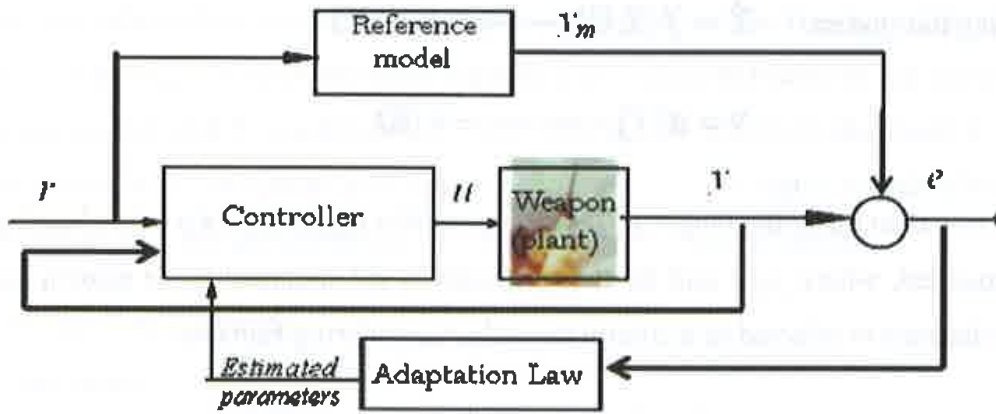 Reference
model
Y_m
r
Controller
u
Weapon
(plant)
Y
e
Estimated
parameters
Adaptation Law